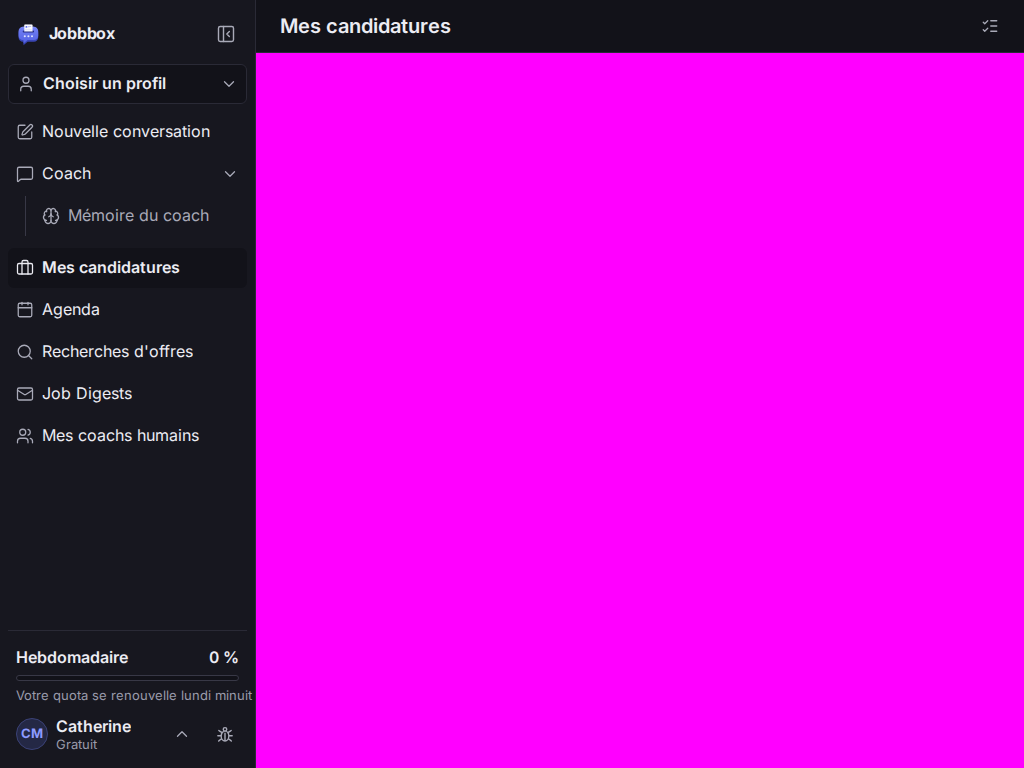 Jobbbox
Mes candidatures
Choisir un profil
Nouvelle conversation
Coach
Mémoire du coach
Mes candidatures
Agenda
Recherches d'offres
Job Digests
Mes coachs humains
Hebdomadaire 0 %
Votre quota se renouvelle lundi minuit
CM Catherine
Gratuit